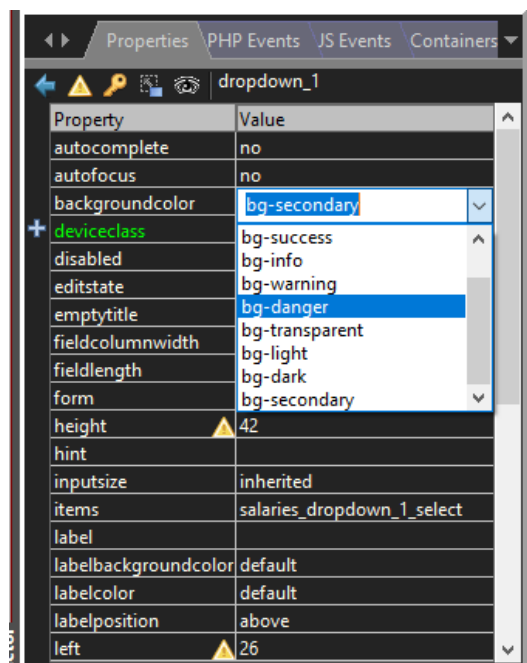 Properties PHP Events JS Events Containers
dropdown_1
Property Value
autocomplete no
autofocus no
backgroundcolor bg-secondary
deviceclass bg-success
disabled bg-info
editstate bg-warning
emptytitle bg-danger
fieldcolumnwidth bg-transparent
fieldlength bg-light
form bg-dark
bg-secondary
height 42
hint
inputsize inherited
items salaries_dropdown_1_select
label
labelbackgroundcolor default
labelcolor default
labelposition above
left 26